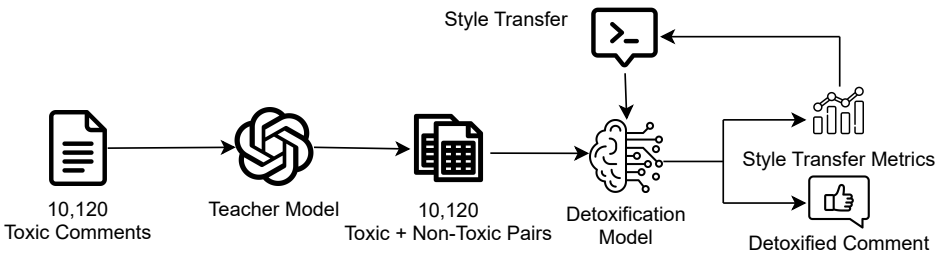 Style Transfer
10,120
Toxic Comments
Teacher Model
10,120
Toxic + Non-Toxic Pairs
Detoxification
Model
Style Transfer Metrics
Detoxified Comment